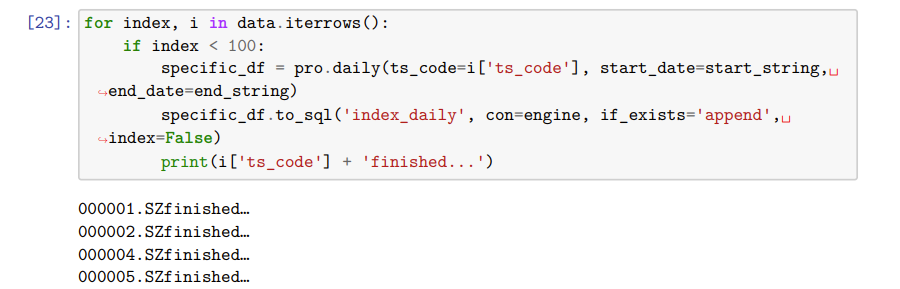 [23]: for index, i in data.iterrows():
    if index < 100:
        specific_df = pro.daily(ts_code=i['ts_code'], start_date=start_string,␣
↪end_date=end_string)
        specific_df.to_sql('index_daily', con=engine, if_exists='append',␣
↪index=False)
        print(i['ts_code'] + 'finished...')
000001.SZfinished…
000002.SZfinished…
000004.SZfinished…
000005.SZfinished…